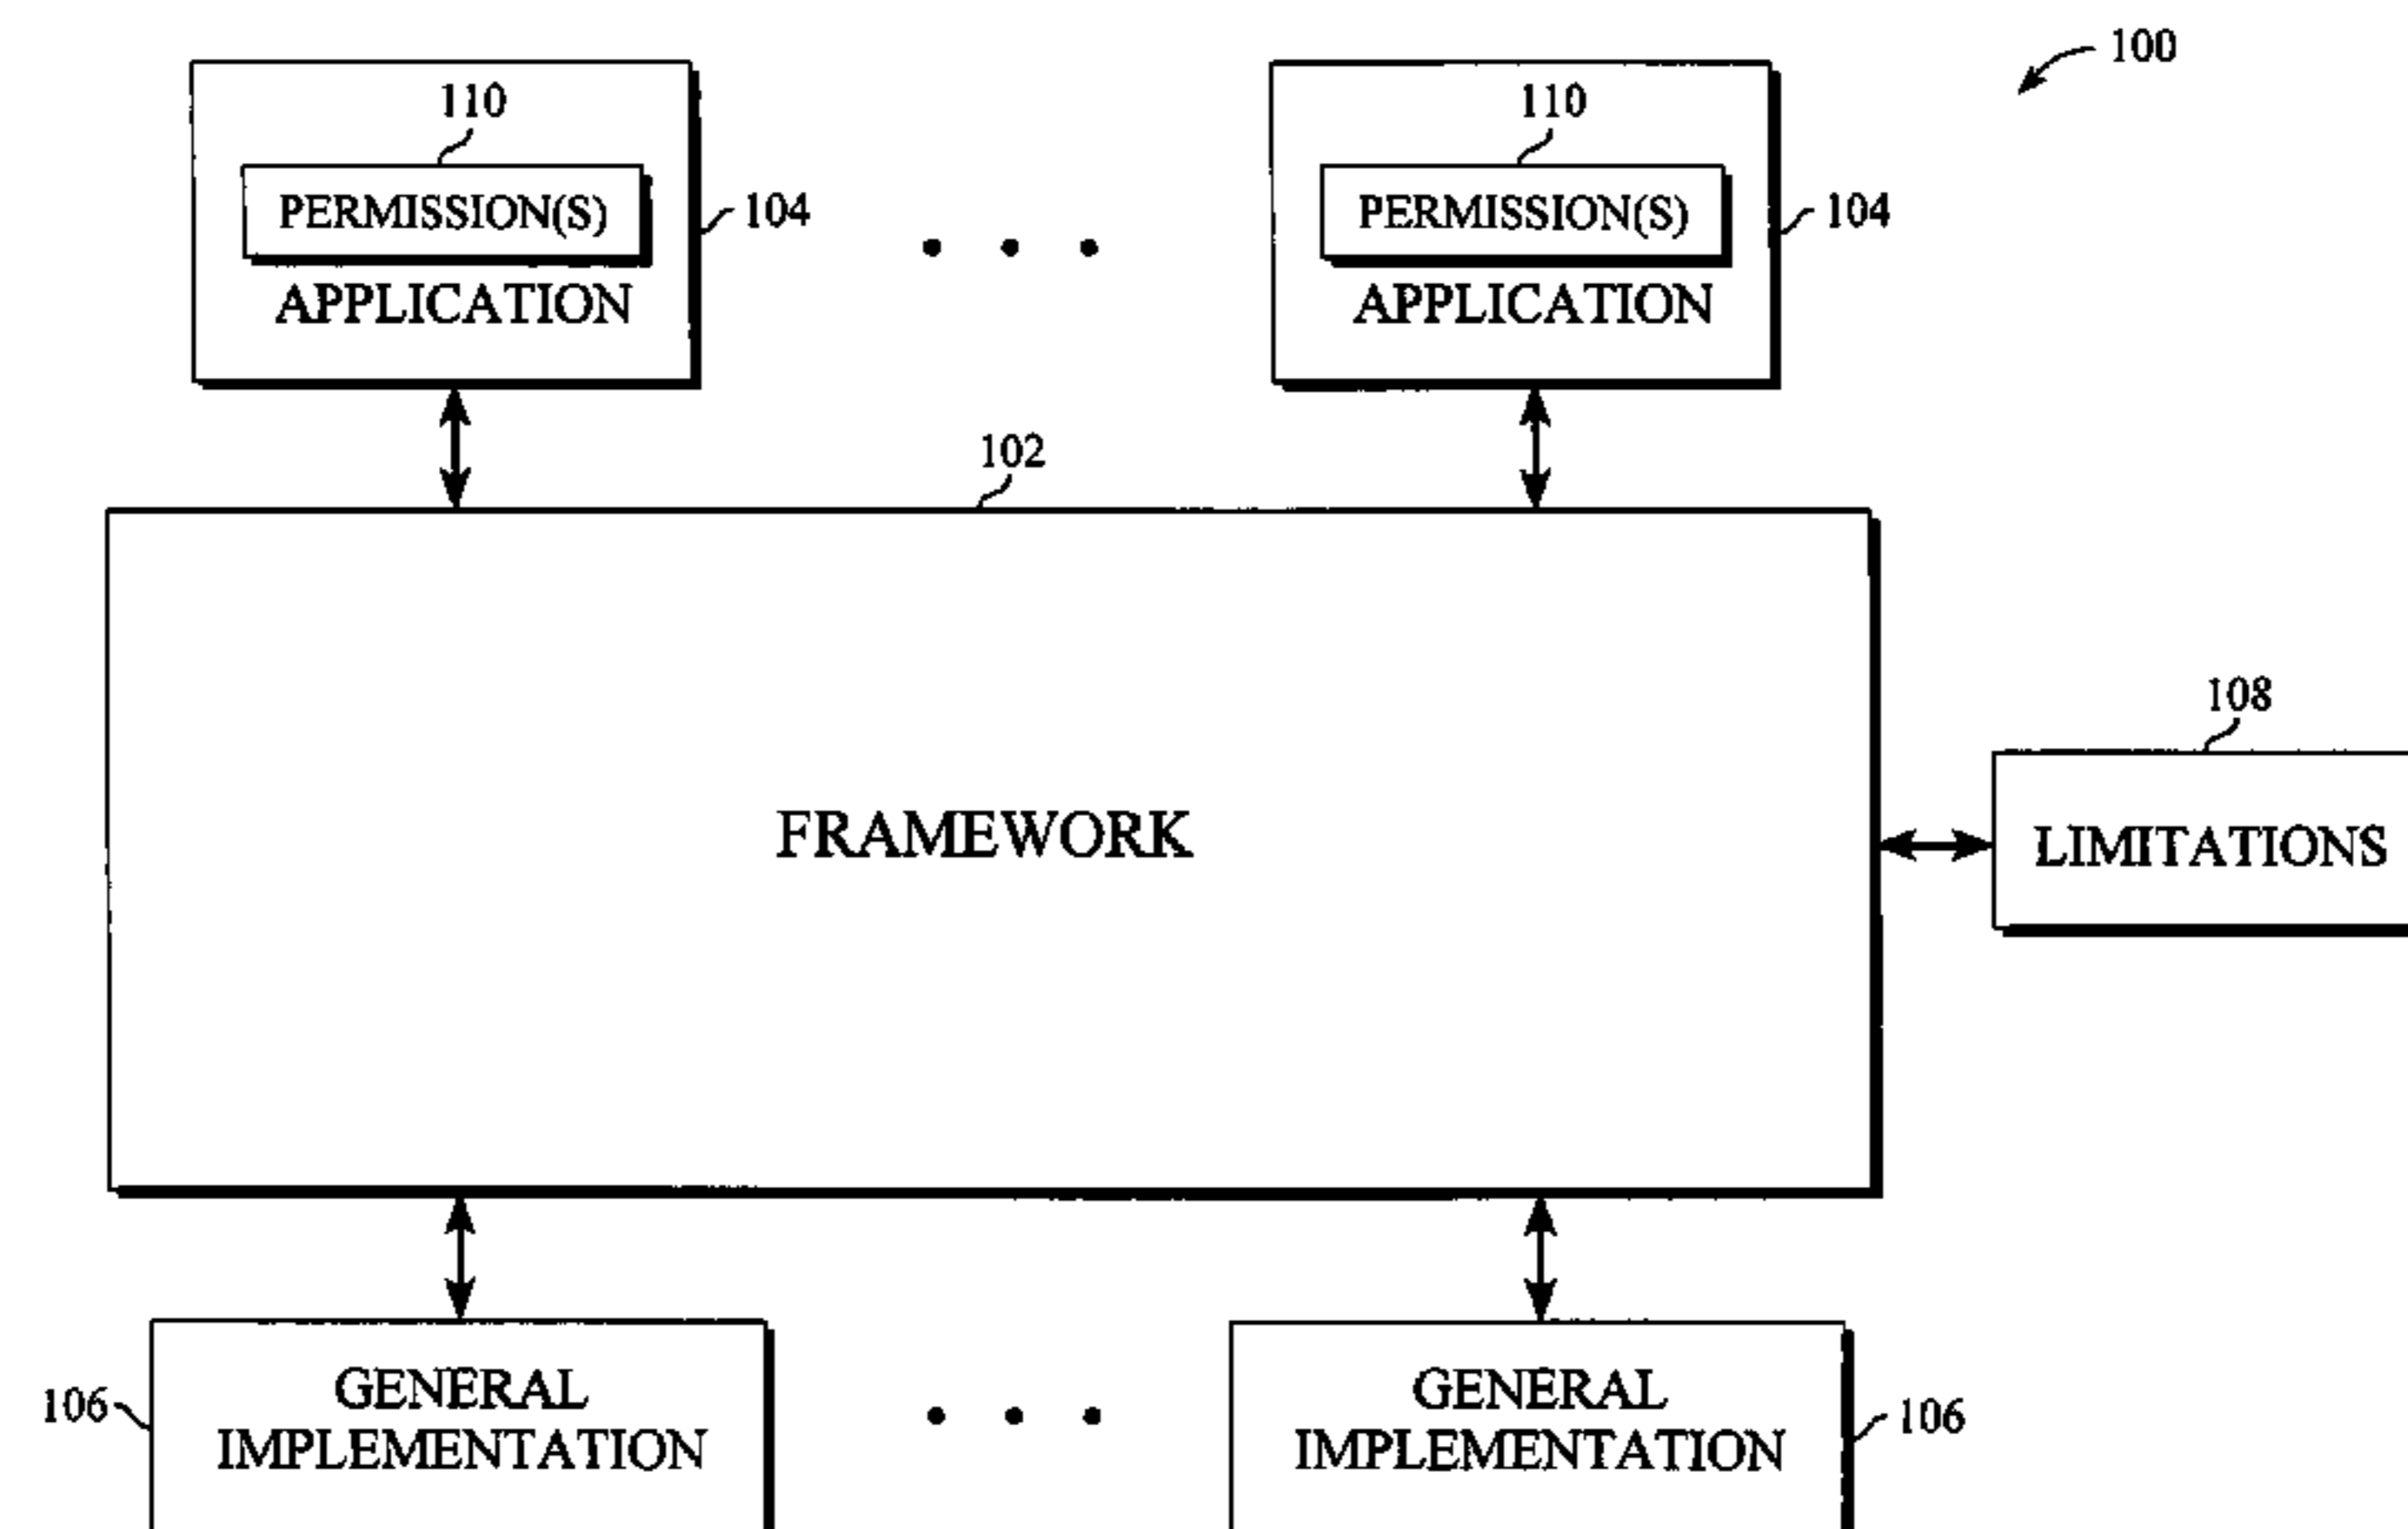 100
110
110
PERMISSION(S)
104
PERMISSION(S)
104
APPLICATION
APPLICATION
102
108
FRAMEWORK
LIMITATIONS
GENERAL
IMPLEMENTATION
106
GENERAL
IMPLEMENTATION
106